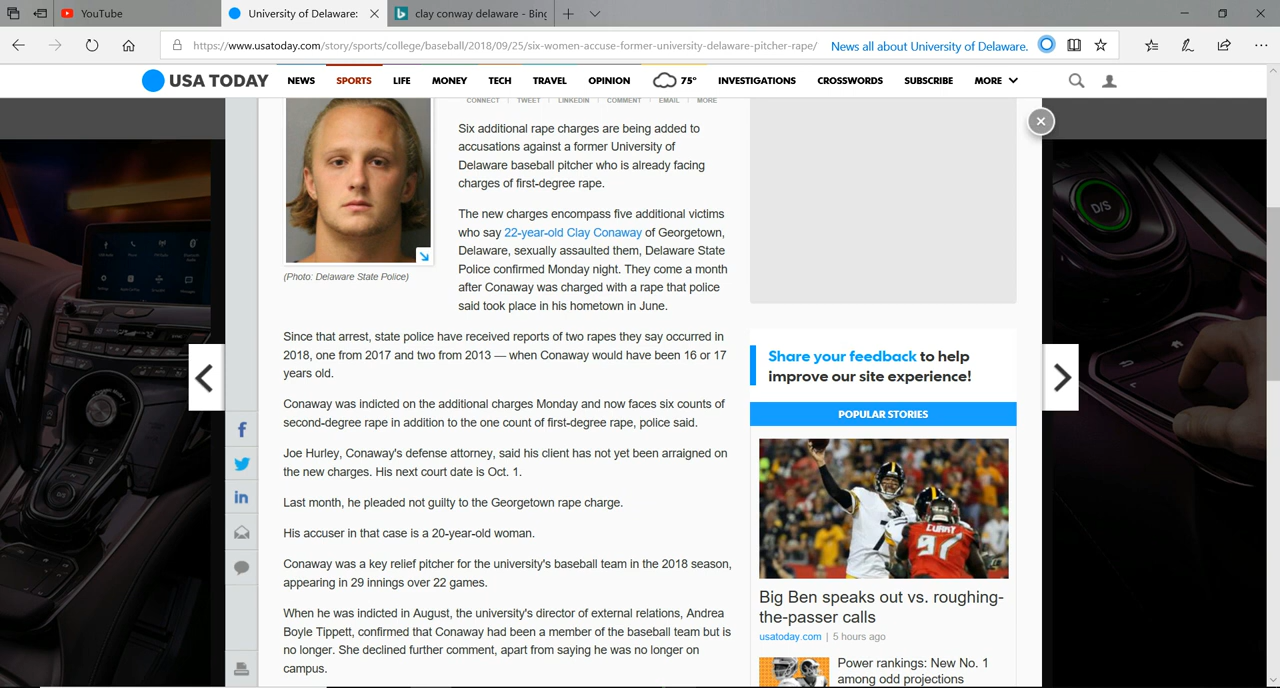 YouTube
University of Delaware:
clay conway delaware - Bing
https://www.usatoday.com/story/sports/college/baseball/2018/09/25/six-women-accuse-former-university-delaware-pitcher-rape/
News all about University of Delaware.
USA TODAY
NEWS
SPORTS
LIFE
MONEY
TECH
TRAVEL
OPINION
75°
INVESTIGATIONS
CROSSWORDS
SUBSCRIBE
MORE
CONNECT
TWEET
LINKEDIN
COMMENT
EMAIL
MORE
(Photo: Delaware State Police)
Six additional rape charges are being added to
accusations against a former University of
Delaware baseball pitcher who is already facing
charges of first-degree rape.
The new charges encompass five additional victims
who say 22-year-old Clay Conaway of Georgetown,
Delaware, sexually assaulted them, Delaware State
Police confirmed Monday night. They come a month
after Conaway was charged with a rape that police
said took place in his hometown in June.
Since that arrest, state police have received reports of two rapes they say occurred in
2018, one from 2017 and two from 2013 — when Conaway would have been 16 or 17
years old.
Conaway was indicted on the additional charges Monday and now faces six counts of
second-degree rape in addition to the one count of first-degree rape, police said.
Joe Hurley, Conaway's defense attorney, said his client has not yet been arraigned on
the new charges. His next court date is Oct. 1.
Last month, he pleaded not guilty to the Georgetown rape charge.
His accuser in that case is a 20-year-old woman.
Conaway was a key relief pitcher for the university's baseball team in the 2018 season,
appearing in 29 innings over 22 games.
When he was indicted in August, the university's director of external relations, Andrea
Boyle Tippett, confirmed that Conaway had been a member of the baseball team but is
no longer. She declined further comment, apart from saying he was no longer on
campus.
Share your feedback to help
improve our site experience!
POPULAR STORIES
CURRY
97
7
Big Ben speaks out vs. roughing-
the-passer calls
usatoday.com | 5 hours ago
Power rankings: New No. 1
among odd projections
D/S